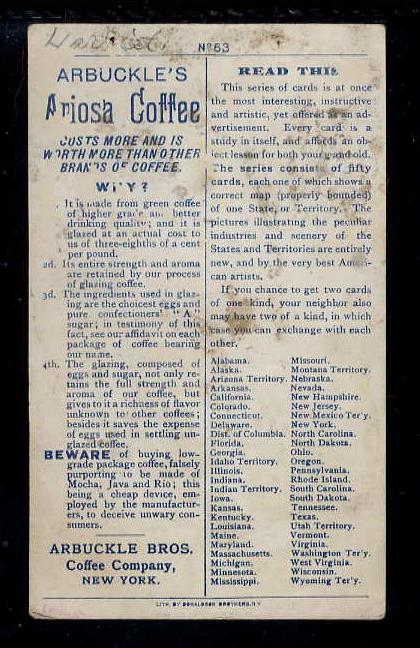 No 53
ARBUCKLE'S
Ariosa Coffee
COSTS MORE AND IS
WORTH MORE THAN OTHER
BRANDS OF COFFEE.
WHY?
It is made from green coffee
of higher grade and better
drinking quality; and it is
glazed at an actual cost to
us of three-eighths of a cent
per pound.
2d. Its entire strength and aroma
are retained by our process
of glazing coffee.
3d. The ingredients used in glaz-
ing are the choicest eggs and
pure confectioners' "A"
sugar; in testimony of this
fact, see our affidavit on each
package of coffee bearing
our name.
4th. The glazing, composed of
eggs and sugar, not only re-
tains the full strength and
aroma of our coffee, but
gives to it a richness of flavor
unknown to other coffees;
besides it saves the expense
of eggs used in settling un-
glazed coffee.
BEWARE of buying low-
grade package coffee, falsely
purporting to be made of
Mocha, Java and Rio; this
being a cheap device, em-
ployed by the manufactur-
ers, to deceive unwary con-
sumers.
ARBUCKLE BROS.
Coffee Company,
NEW YORK.
READ THIS
This series of cards is at once
the most interesting, instructive
and artistic, yet offered as an ad-
vertisement. Every card is a
study in itself, and affords an ob-
ject lesson for both young and old.
The series consists of fifty
cards, each one of which shows a
correct map (properly bounded)
of one State, or Territory. The
pictures illustrating the peculiar
industries and scenery of the
States and Territories are entirely
new, and by the very best Ameri-
can artists.
If you chance to get two cards
of one kind, your neighbor also
may have two of a kind, in which
case you can exchange with each
other.
Alabama.
Alaska.
Arizona Territory.
Arkansas.
California.
Colorado.
Connecticut.
Delaware.
Dist. of Columbia.
Florida.
Georgia.
Idaho Territory.
Illinois.
Indiana.
Indian Territory.
Iowa.
Kansas.
Kentucky.
Louisiana.
Maine.
Maryland.
Massachusetts.
Michigan.
Minnesota.
Mississippi.
Missouri.
Montana Territory.
Nebraska.
Nevada.
New Hampshire.
New Jersey.
New Mexico Ter'y.
New York.
North Carolina.
North Dakota.
Ohio.
Oregon.
Pennsylvania.
Rhode Island.
South Carolina.
South Dakota.
Tennessee.
Texas.
Utah Territory.
Vermont.
Virginia.
Washington Ter'y.
West Virginia.
Wisconsin.
Wyoming Ter'y.
LITH. BY DONALDSON BROTHERS, N.Y.